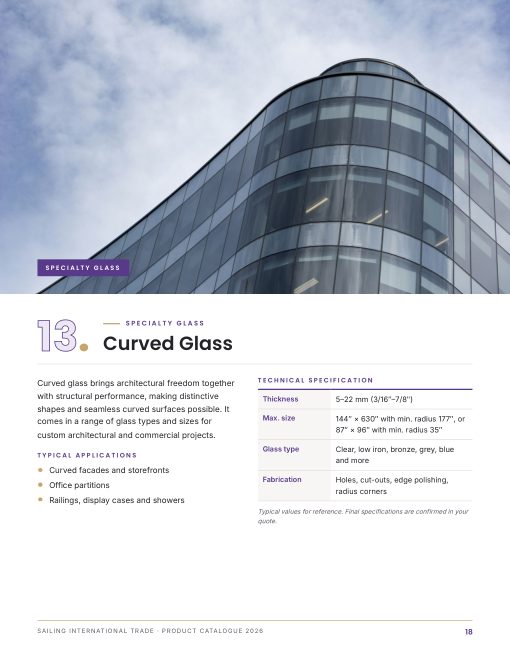 SPECIALTY GLASS
13.
SPECIALTY GLASS
Curved Glass
Curved glass brings architectural freedom together
with structural performance, making distinctive
shapes and seamless curved surfaces possible. It
comes in a range of glass types and sizes for
custom architectural and commercial projects.
TYPICAL APPLICATIONS
Curved facades and storefronts
Office partitions
Railings, display cases and showers
TECHNICAL SPECIFICATION
Thickness 5–22 mm (3/16"–7/8")
Max. size 144" × 630" with min. radius 177", or
87" × 96" with min. radius 35"
Glass type Clear, low iron, bronze, grey, blue
and more
Fabrication Holes, cut-outs, edge polishing,
radius corners
Typical values for reference. Final specifications are confirmed in your
quote.
SAILING INTERNATIONAL TRADE · PRODUCT CATALOGUE 2026
18